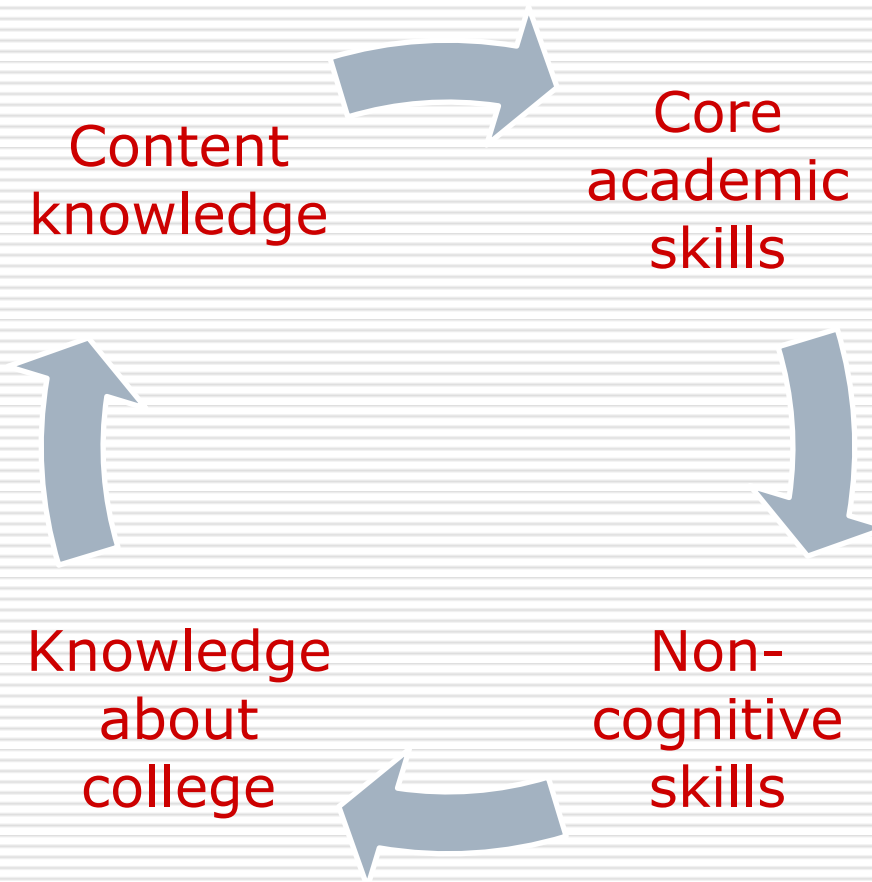 Content
knowledge
Core
academic
skills
Non-
cognitive
skills
Knowledge
about
college